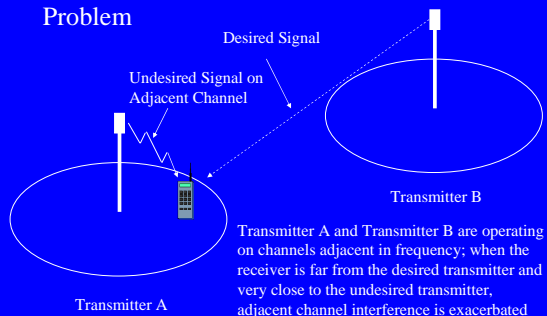 Problem
Desired Signal
Undesired Signal on
Adjacent Channel
Transmitter B
Transmitter A and Transmitter B are operating
on channels adjacent in frequency; when the
receiver is far from the desired transmitter and
very close to the undesired transmitter,
adjacent channel interference is exacerbated
Transmitter A